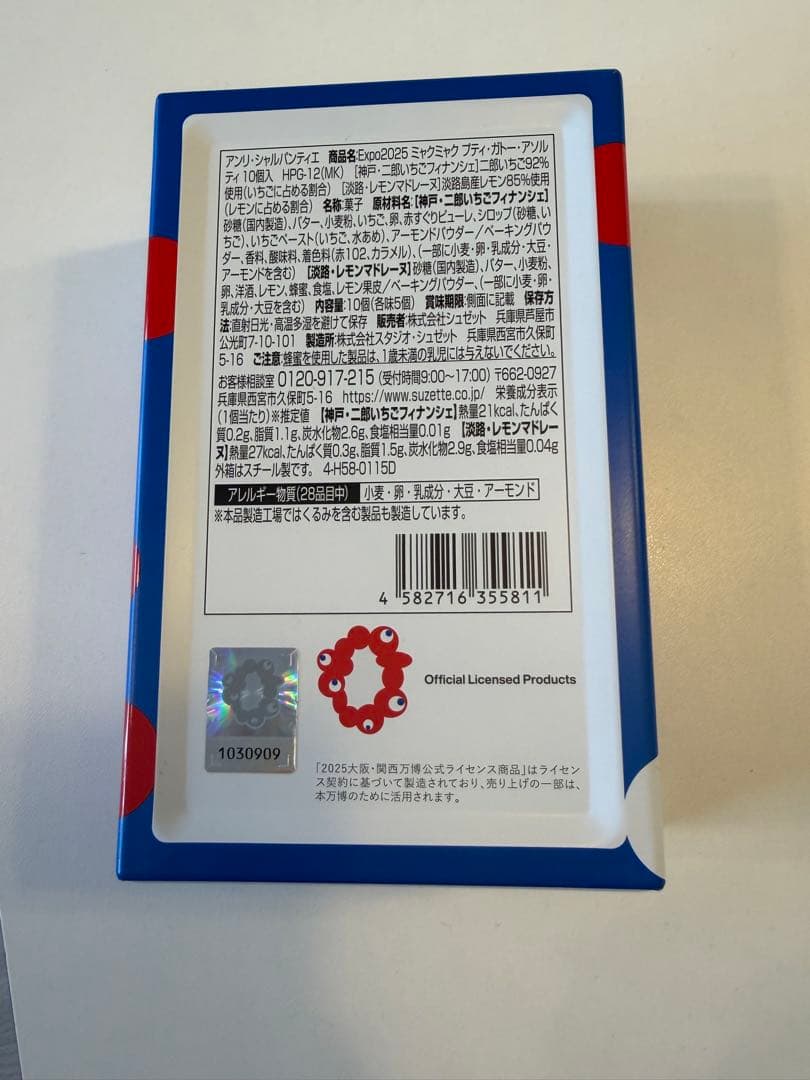 アンリ・シャルパンティエ 商品名:Expo2025 ミャクミャク プティ・ガトー・アソル
ティ 10個入 HPG-12(MK) [神戸・二郎いちごフィナンシェ]二郎いちご92%
使用(いちごに占める割合) [淡路・レモンマドレーヌ]淡路島産レモン85%使用
(レモンに占める割合) 名称:菓子 原材料名:【神戸・二郎いちごフィナンシェ】
砂糖(国内製造)、バター、小麦粉、いちご、卵、赤すぐりピューレ、シロップ(砂糖、い
ちご)、いちごペースト(いちご、水あめ)、アーモンドパウダー/ベーキングパウ
ダー、香料、酸味料、着色料(赤102、カラメル)、(一部に小麦・卵・乳成分・大豆・
アーモンドを含む) 【淡路・レモンマドレーヌ】砂糖(国内製造)、バター、小麦粉、
卵、洋酒、レモン、蜂蜜、食塩、レモン果皮/ベーキングパウダー、(一部に小麦・卵・
乳成分・大豆を含む) 内容量:10個(各味5個) 賞味期限:側面に記載 保存方
法:直射日光・高温多湿を避けて保存 販売者:株式会社シュゼット 兵庫県芦屋市
公光町7-10-101 製造所:株式会社スタジオ・シュゼット 兵庫県西宮市久保町
5-16 ご注意:蜂蜜を使用した製品は、1歳未満の乳児には与えないでください。
お客様相談室 0120-917-215 (受付時間9:00~17:00) 〒662-0927
兵庫県西宮市久保町5-16 https://www.suzette.co.jp/ 栄養成分表示
(1個当たり)※推定値 【神戸・二郎いちごフィナンシェ】熱量21kcal、たんぱく
質0.2g、脂質1.1g、炭水化物2.6g、食塩相当量0.01g 【淡路・レモンマドレー
ヌ】熱量27kcal、たんぱく質0.3g、脂質1.5g、炭水化物2.9g、食塩相当量0.04g
外箱はスチール製です。 4-H58-0115D
アレルギー物質(28品目中) 小麦・卵・乳成分・大豆・アーモンド
※本品製造工場ではくるみを含む製品も製造しています。
4 582716 355811
Official Licensed Products
1030909
「2025大阪・関西万博公式ライセンス商品」はライセン
ス契約に基づいて製造されており、売り上げの一部は、
本万博のために活用されます。